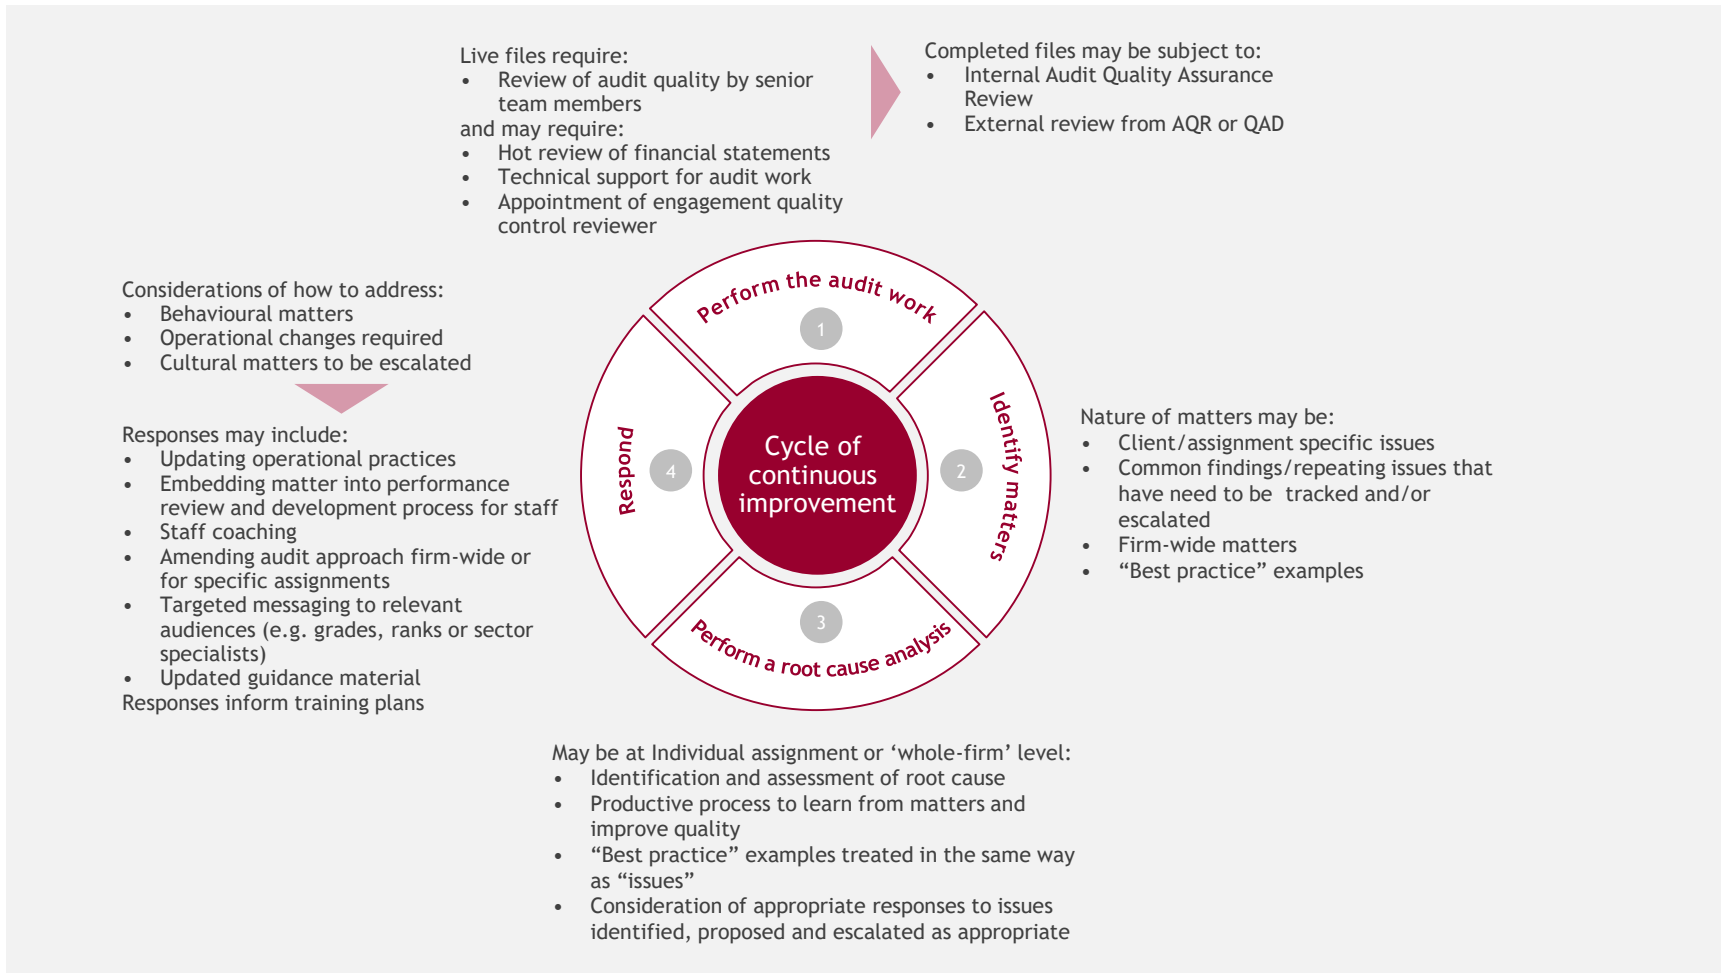 Live files require:
• Review of audit quality by senior
team members
and may require:
• Hot review of financial statements
• Technical support for audit work
• Appointment of engagement quality
control reviewer
Completed files may be subject to:
• Internal Audit Quality Assurance
Review
• External review from AQR or QAD
Considerations of how to address:
• Behavioural matters
• Operational changes required
• Cultural matters to be escalated
Responses may include:
• Updating operational practices
• Embedding matter into performance
review and development process for staff
• Staff coaching
• Amending audit approach firm-wide or
for specific assignments
• Targeted messaging to relevant
audiences (e.g. grades, ranks or sector
specialists)
• Updated guidance material
Responses inform training plans
Perform the audit work
1
Identify matters
2
Perform a root cause analysis
3
Respond
4
Cycle of
continuous
improvement
Nature of matters may be:
• Client/assignment specific issues
• Common findings/repeating issues that
have need to be tracked and/or
escalated
• Firm-wide matters
• “Best practice” examples
May be at Individual assignment or ‘whole-firm’ level:
• Identification and assessment of root cause
• Productive process to learn from matters and
improve quality
• “Best practice” examples treated in the same way
as “issues”
• Consideration of appropriate responses to issues
identified, proposed and escalated as appropriate